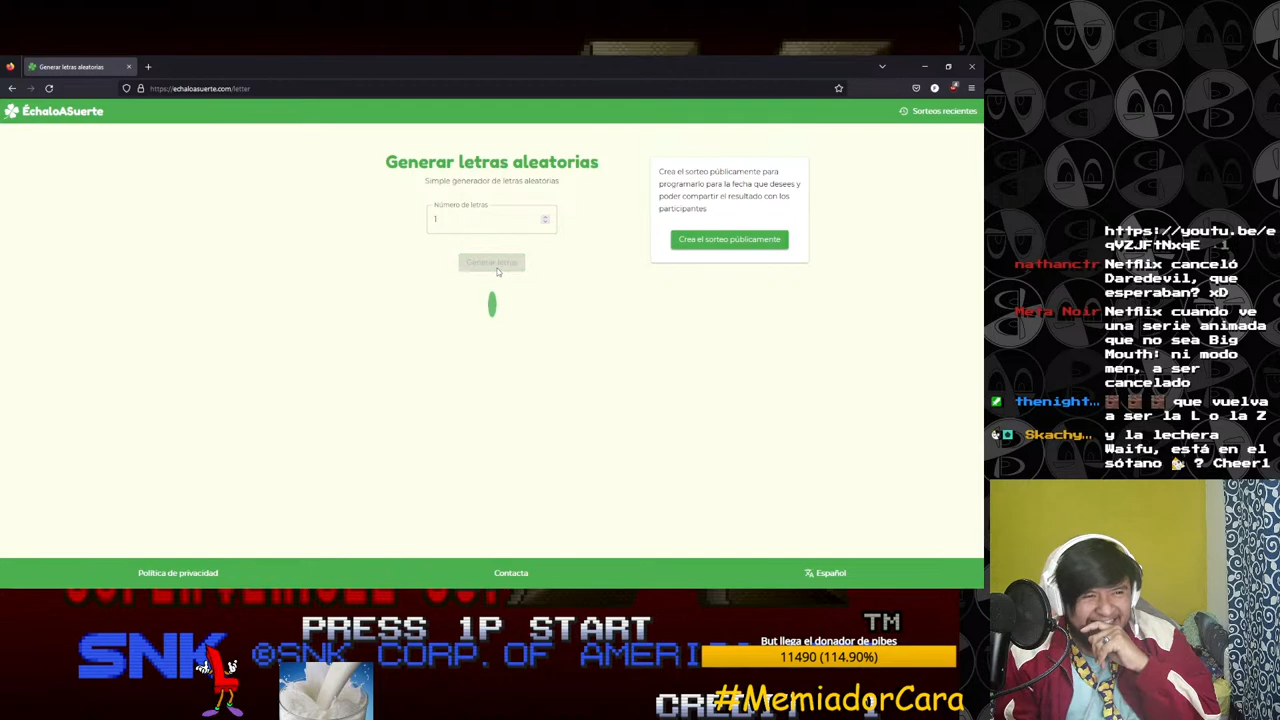 Generar letras aleatorias
https://echaloasuerte.com/letter
ÉchaloASuerte
Sorteos recientes
Generar letras aleatorias
Simple generador de letras aleatorias
Número de letras
1
Generar letras
Crea el sorteo públicamente para
programarlo para la fecha que desees y
poder compartir el resultado con los
participantes
Crea el sorteo públicamente
Política de privacidad
Contacta
Español
https://youtu.be/e
qVZJFtNxqE -1
nathanctr Netflix canceló
Daredevil, que
esperaban? xD
Meta Noir Netflix cuando ve
una serie animada
que no sea Big
Mouth: ni modo
men, a ser
cancelado
thenight... que vuelva
a ser la L o la Z
Skachy... y la lechera
Waifu, está en el
sótano ? Cheer1
PRESS 1P START
TM
SNK ©SNK CORP. OF AMERI
But llega el donador de pibes
11490 (114.90%)
CREDIT 1
#MemiadorCara